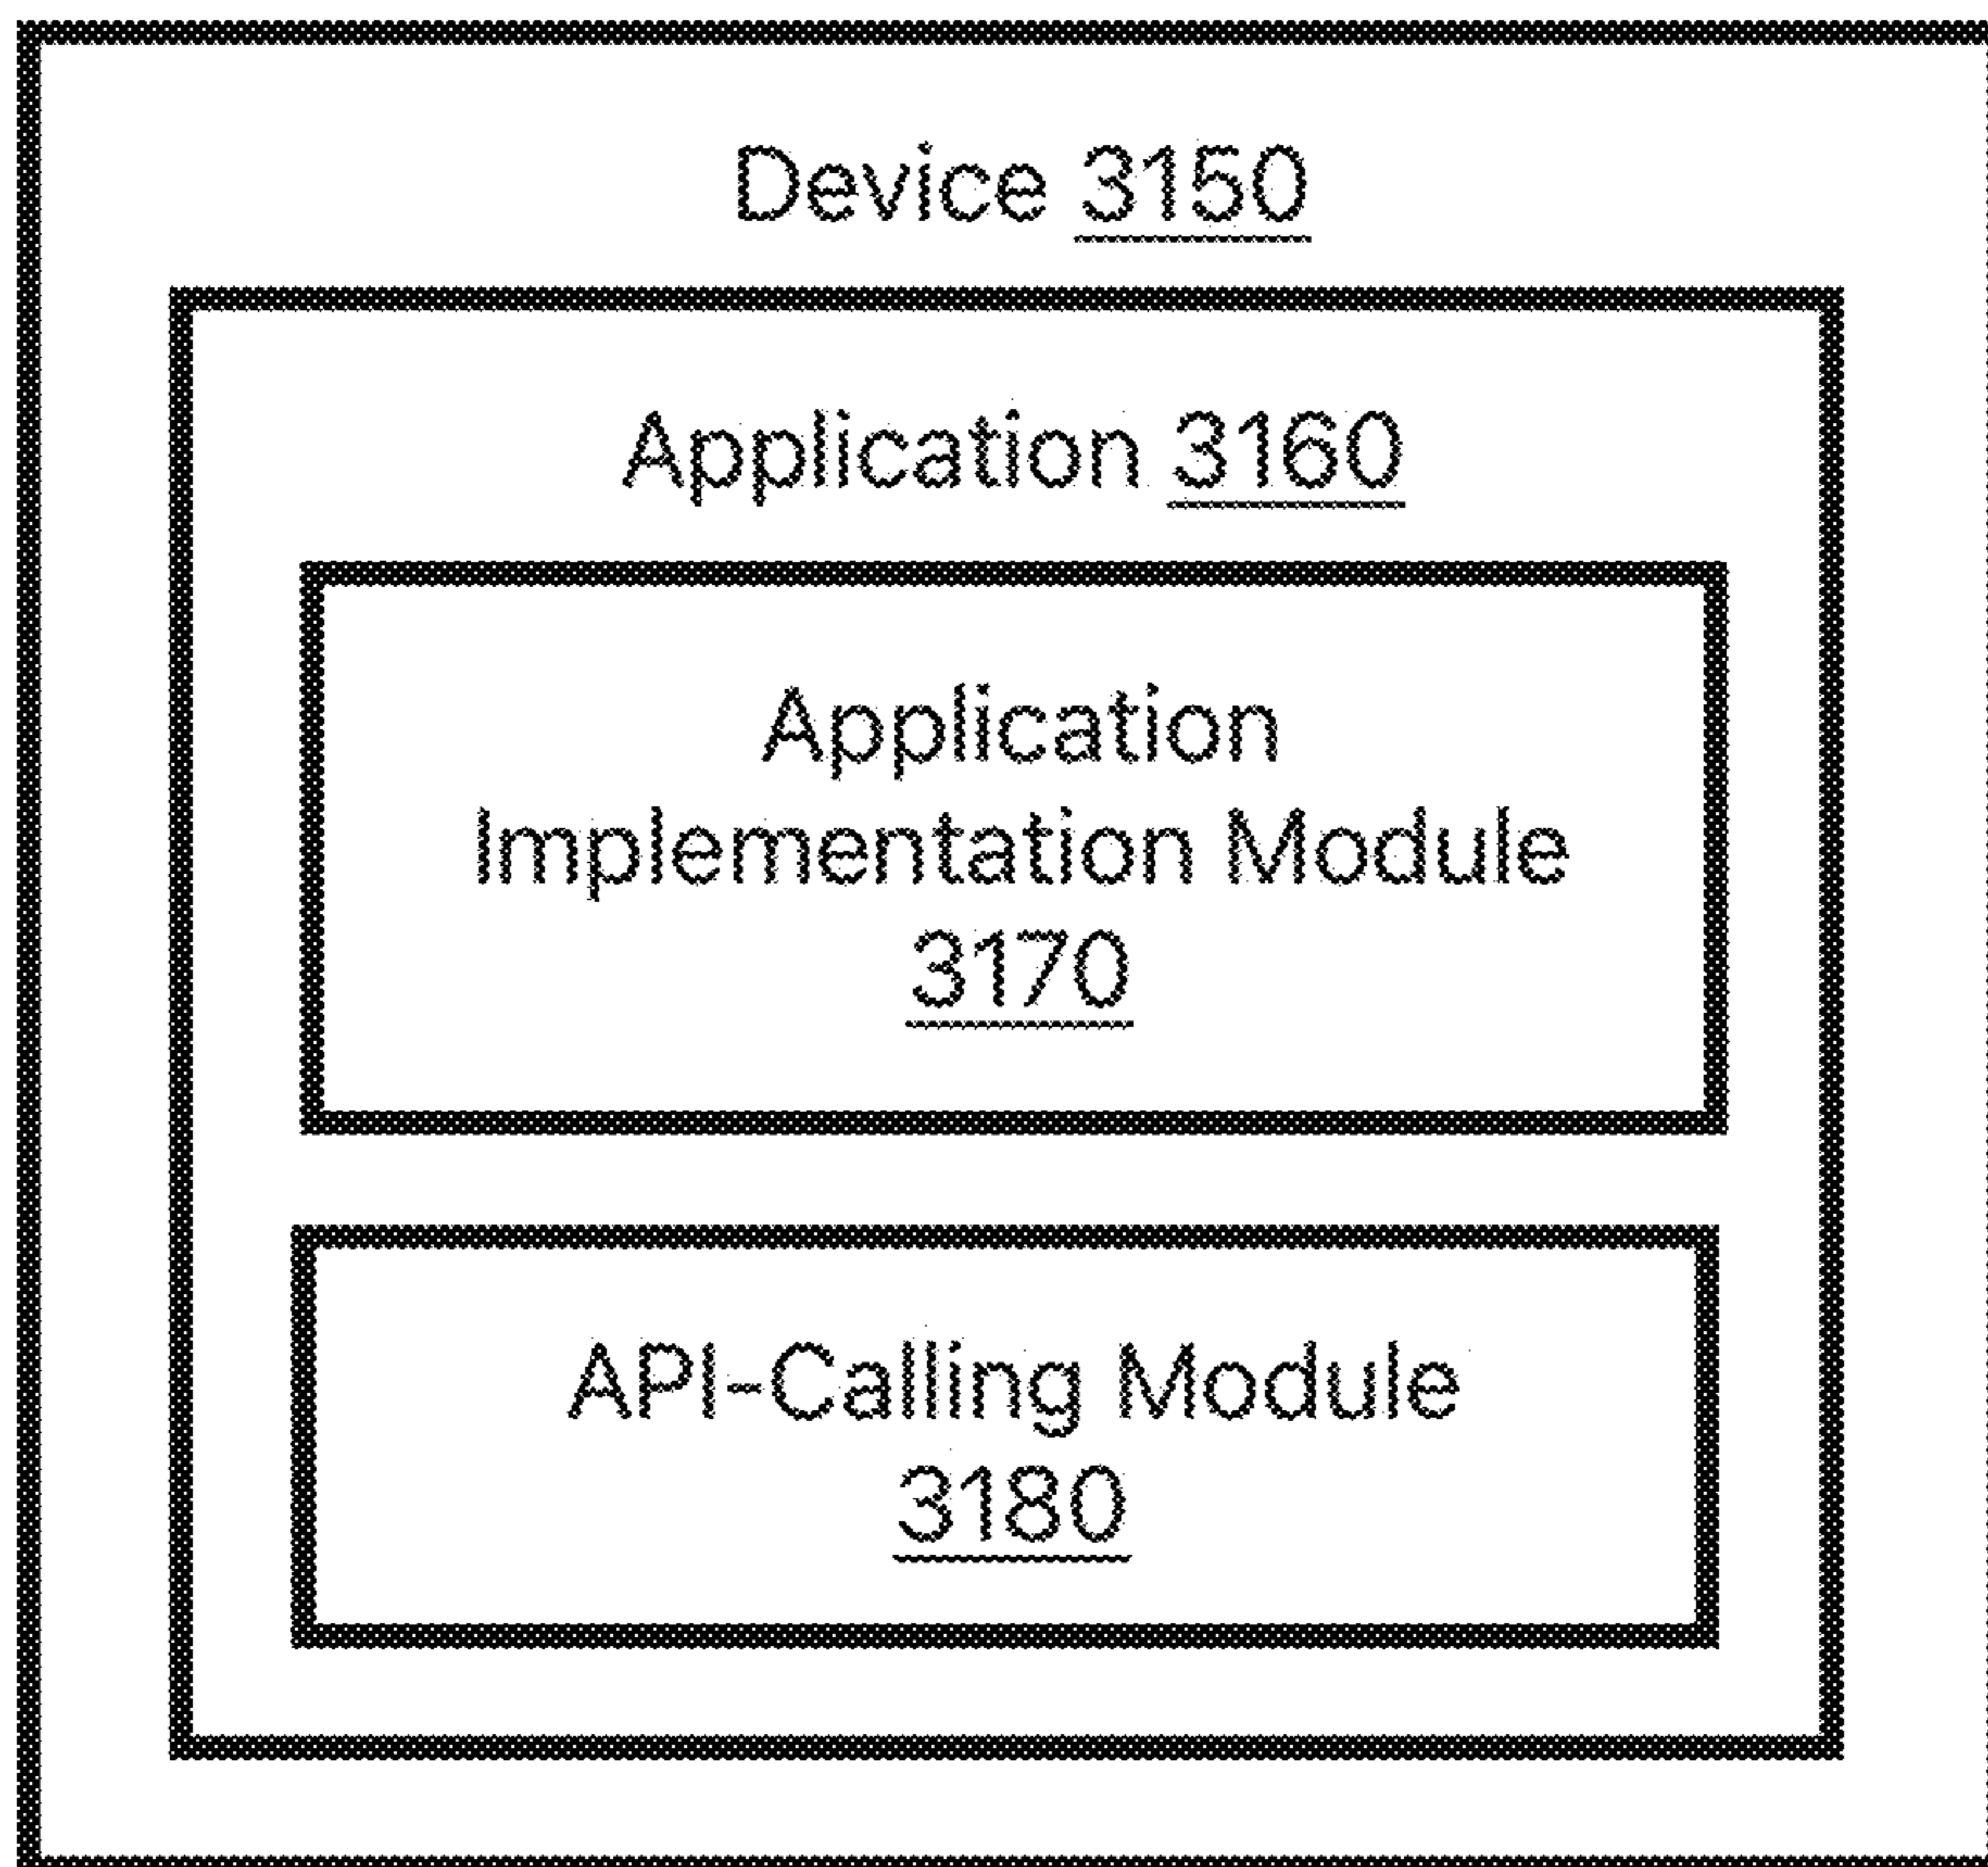 Device 3150
Application 3160
Application
Implementation Module
3170
API-Calling Module
3180